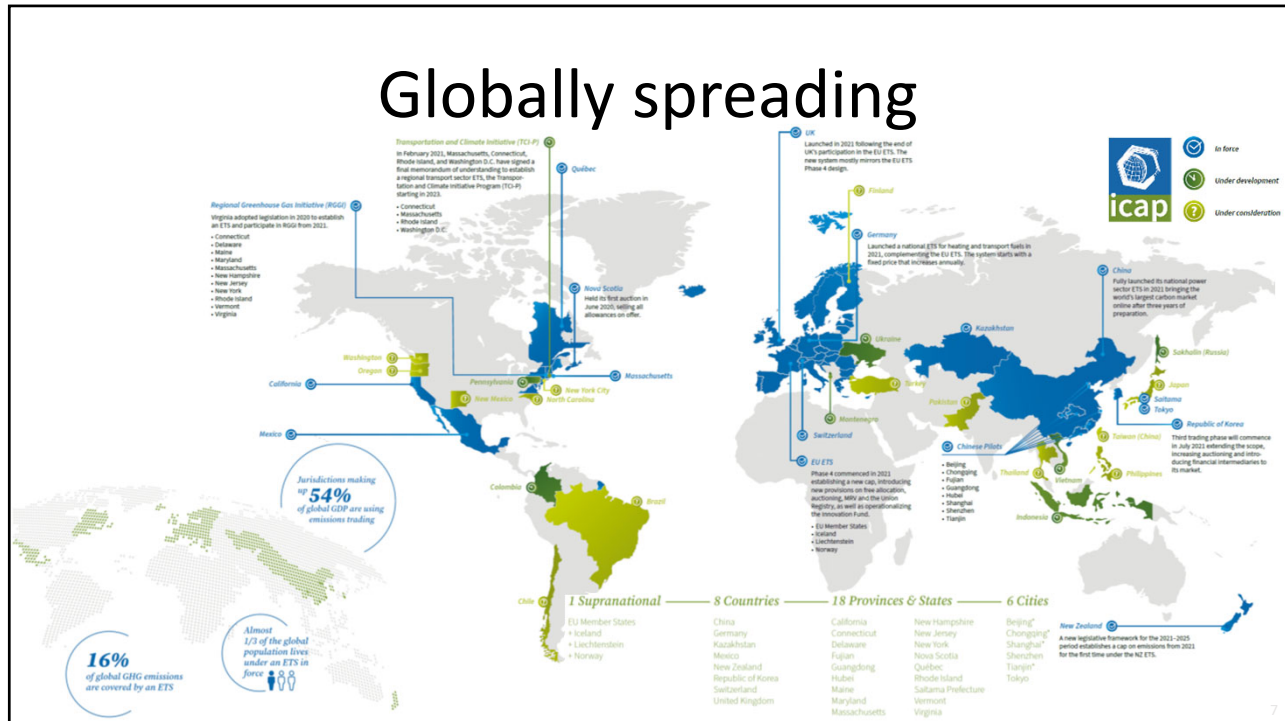 Globally spreading
Transportation and Climate Initiative (TCI-P)
In February 2021, Massachusetts, Connecticut,
Rhode Island, and Washington D.C. have signed a
final memorandum of understanding to establish
a regional transport sector ETS, the Transpor-
tation and Climate Initiative Program (TCI-P)
starting in 2023.
• Connecticut
• Massachusetts
• Rhode Island
• Washington D.C.
Québec
Regional Greenhouse Gas Initiative (RGGI)
Virginia adopted legislation in 2020 to establish
an ETS and participate in RGGI from 2021.
• Connecticut
• Delaware
• Maine
• Maryland
• Massachusetts
• New Hampshire
• New Jersey
• New York
• Rhode Island
• Vermont
• Virginia
Nova Scotia
Held its first auction in
June 2020, selling all
allowances on offer.
Washington
Oregon
California
New Mexico
Pennsylvania
New York City
North Carolina
Massachusetts
Mexico
UK
Launched in 2021 following the end of
UK's participation in the EU ETS. The
new system mostly mirrors the EU ETS
Phase 4 design.
Finland
Germany
Launched a national ETS for heating and transport fuels in
2021, complementing the EU ETS. The system starts with a
fixed price that increases annually.
icap
In force
Under development
? Under consideration
China
Fully launched its national power
sector ETS in 2021 bringing the
world's largest carbon market
online after three years of
preparation.
Kazakhstan
Ukraine
Turkey
Montenegro
Switzerland
Pakistan
Sakhalin (Russia)
Japan
Saitama
Tokyo
Republic of Korea
Third trading phase will commence
in July 2021 extending the scope,
increasing auctioning and intro-
ducing financial intermediaries to
its market.
Taiwan (China)
Chinese Pilots
• Beijing
• Chongqing
• Fujian
• Guangdong
• Hubei
• Shanghai
• Shenzhen
• Tianjin
Thailand
Vietnam
Philippines
Indonesia
EU ETS
Phase 4 commenced in 2021
establishing a new cap, introducing
new provisions on free allocation,
auctioning, MRV and the Union
Registry, as well as operationalizing
the Innovation Fund.
• EU Member States
• Iceland
• Liechtenstein
• Norway
Colombia
Brazil
Chile
Jurisdictions making
up 54%
of global GDP are using
emissions trading
16%
of global GHG emissions
are covered by an ETS
Almost
1/3 of the global
population lives
under an ETS in
force
1 Supranational
EU Member States
+ Iceland
+ Liechtenstein
+ Norway
8 Countries
China
Germany
Kazakhstan
Mexico
New Zealand
Republic of Korea
Switzerland
United Kingdom
18 Provinces & States
California
Connecticut
Delaware
Fujian
Guangdong
Hubei
Maine
Maryland
Massachusetts
New Hampshire
New Jersey
New York
Nova Scotia
Québec
Rhode Island
Saitama Prefecture
Vermont
Virginia
6 Cities
Beijing*
Chongqing*
Shanghai*
Shenzhen
Tianjin*
Tokyo
New Zealand
A new legislative framework for the 2021-2025
period establishes a cap on emissions from 2021
for the first time under the NZ ETS.
7